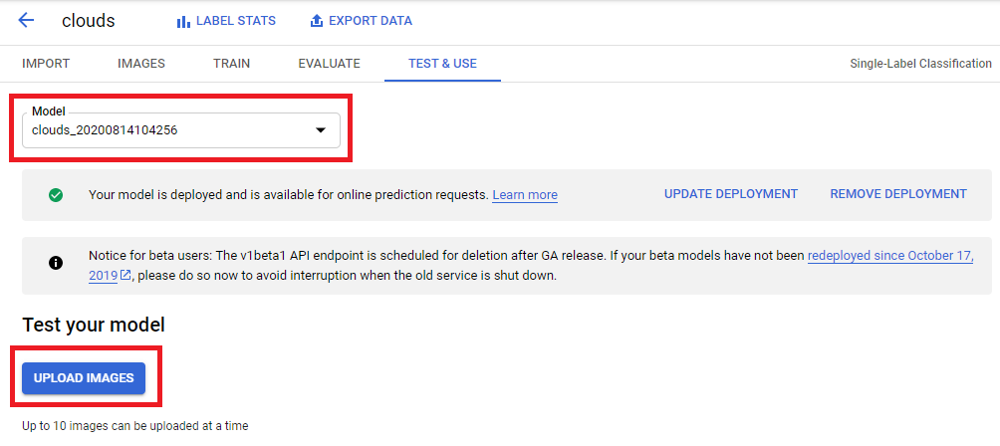 clouds LABEL STATS EXPORT DATA
IMPORT IMAGES TRAIN EVALUATE TEST & USE Single-Label Classification
Model
clouds_20200814104256
Your model is deployed and is available for online prediction requests. Learn more UPDATE DEPLOYMENT REMOVE DEPLOYMENT
Notice for beta users: The v1beta1 API endpoint is scheduled for deletion after GA release. If your beta models have not been redeployed since October 17,
2019, please do so now to avoid interruption when the old service is shut down.
Test your model
UPLOAD IMAGES
Up to 10 images can be uploaded at a time